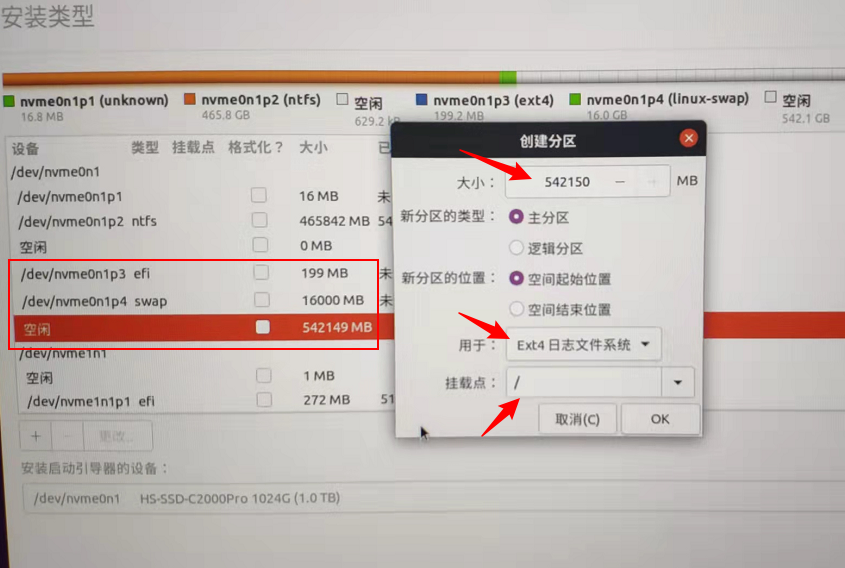 安装类型
nvme0n1p1 (unknown) nvme0n1p2 (ntfs) 空闲 nvme0n1p3 (ext4) nvme0n1p4 (linux-swap) 空闲
16.8 MB 465.8 GB 629.2 199.2 MB 16.0 GB 542.1 GB
设备 类型 挂载点 格式化? 大小 已
/dev/nvme0n1
/dev/nvme0n1p1 16 MB 未
/dev/nvme0n1p2 ntfs 465842 MB 54
空闲 0 MB
/dev/nvme0n1p3 efi 199 MB 未
/dev/nvme0n1p4 swap 16000 MB 未
空闲 542149 MB
/dev/nvme1n1
空闲 1 MB
/dev/nvme1n1p1 efi 272 MB 51
+ − 更改...
安装启动引导器的设备:
/dev/nvme0n1 HS-SSD-C2000Pro 1024G (1.0 TB)
创建分区
大小: 542150 − + MB
新分区的类型: 主分区
逻辑分区
新分区的位置: 空间起始位置
空间结束位置
用于: Ext4 日志文件系统
挂载点: /
取消(C) OK